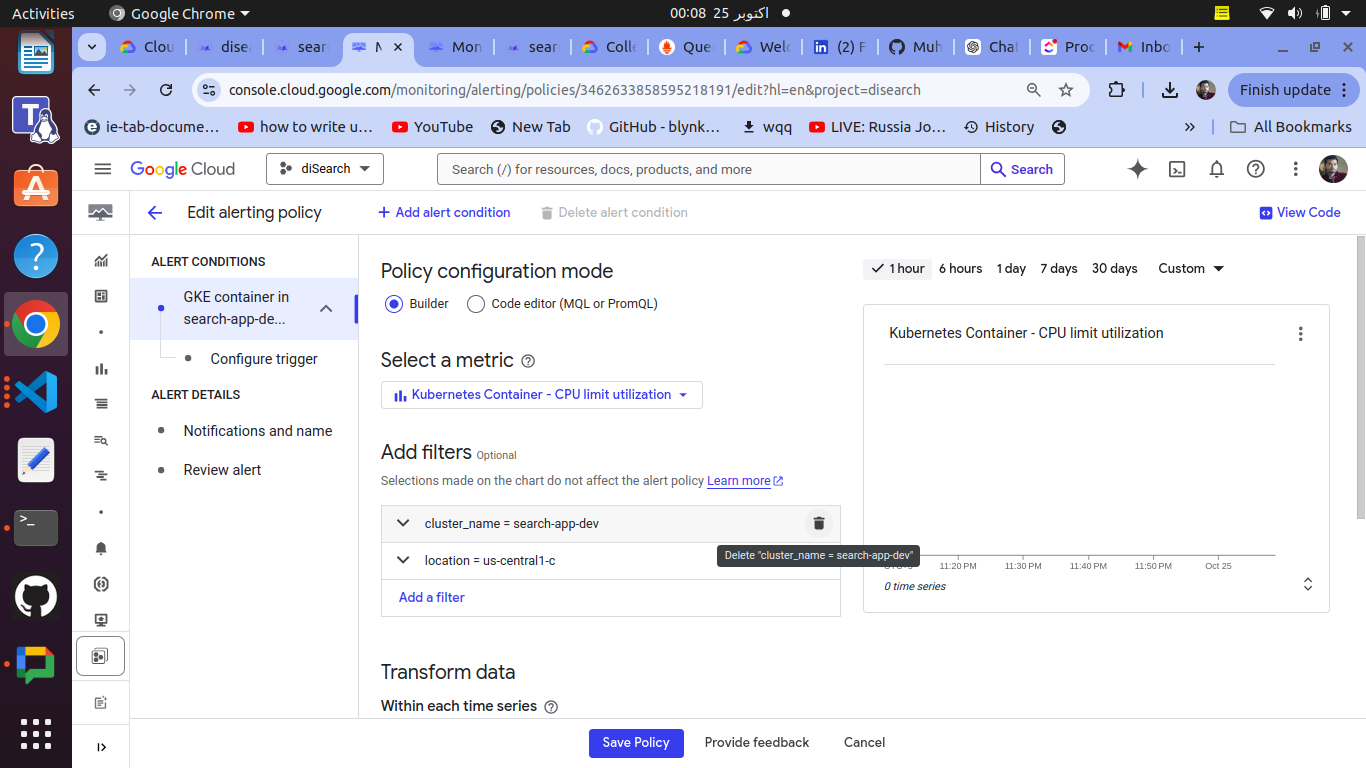 Activities
Google Chrome
اکتوبر 25 00:08
Clou
dise
sear
Mon
sear
Colle
Que
Welc
(2) F
Muh
Chat
Proc
Inbo
console.cloud.google.com/monitoring/alerting/policies/3462633858595218191/edit?hl=en&project=disearch
Finish update
ie-tab-docume…
how to write u…
YouTube
New Tab
GitHub - blynk…
wqq
LIVE: Russia Jo…
History
All Bookmarks
Google Cloud
diSearch
Search (/) for resources, docs, products, and more
Search
Edit alerting policy
Add alert condition
Delete alert condition
View Code
ALERT CONDITIONS
GKE container in
search-app-de...
Configure trigger
ALERT DETAILS
Notifications and name
Review alert
Policy configuration mode
Builder
Code editor (MQL or PromQL)
Select a metric
Kubernetes Container - CPU limit utilization
Add filters Optional
Selections made on the chart do not affect the alert policy Learn more
cluster_name = search-app-dev
Delete "cluster_name = search-app-dev"
location = us-central1-c
Add a filter
Transform data
Within each time series
1 hour
6 hours
1 day
7 days
30 days
Custom
Kubernetes Container - CPU limit utilization
11:20 PM
11:30 PM
11:40 PM
11:50 PM
Oct 25
0 time series
Save Policy
Provide feedback
Cancel